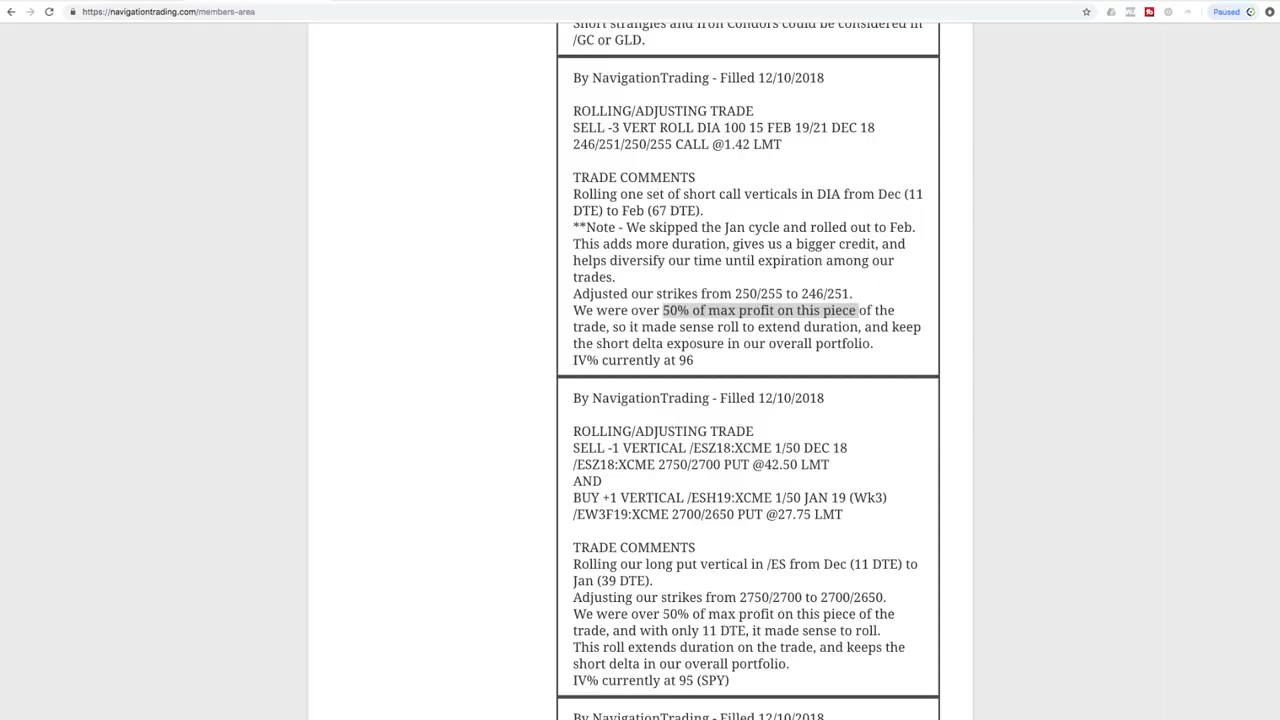 https://navigationtrading.com/members-area
Paused
Short strangles and Iron Condors could be considered in
/GC or GLD.
By NavigationTrading - Filled 12/10/2018
ROLLING/ADJUSTING TRADE
SELL -3 VERT ROLL DIA 100 15 FEB 19/21 DEC 18
246/251/250/255 CALL @1.42 LMT
TRADE COMMENTS
Rolling one set of short call verticals in DIA from Dec (11
DTE) to Feb (67 DTE).
**Note - We skipped the Jan cycle and rolled out to Feb.
This adds more duration, gives us a bigger credit, and
helps diversify our time until expiration among our
trades.
Adjusted our strikes from 250/255 to 246/251.
We were over 50% of max profit on this piece of the
trade, so it made sense roll to extend duration, and keep
the short delta exposure in our overall portfolio.
IV% currently at 96
By NavigationTrading - Filled 12/10/2018
ROLLING/ADJUSTING TRADE
SELL -1 VERTICAL /ESZ18:XCME 1/50 DEC 18
/ESZ18:XCME 2750/2700 PUT @42.50 LMT
AND
BUY +1 VERTICAL /ESH19:XCME 1/50 JAN 19 (Wk3)
/EW3F19:XCME 2700/2650 PUT @27.75 LMT
TRADE COMMENTS
Rolling our long put vertical in /ES from Dec (11 DTE) to
Jan (39 DTE).
Adjusting our strikes from 2750/2700 to 2700/2650.
We were over 50% of max profit on this piece of the
trade, and with only 11 DTE, it made sense to roll.
This roll extends duration on the trade, and keeps the
short delta in our overall portfolio.
IV% currently at 95 (SPY)
By NavigationTrading - Filled 12/10/2018